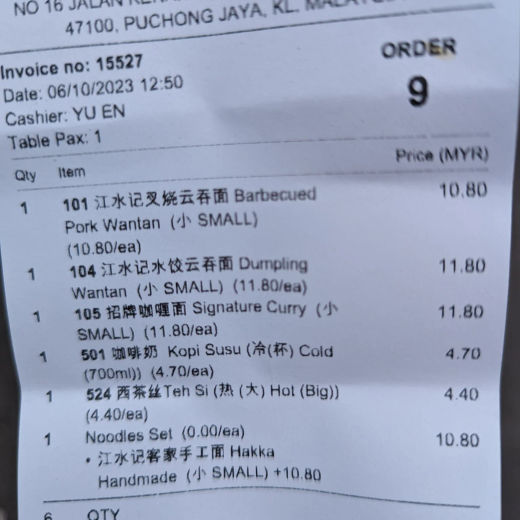 NO 16 JALAN
47100, PUCHONG JAYA, KL, MALAY
Invoice no: 15527
ORDER
Date: 06/10/2023 12:50
9
Cashier: YU EN
Table Pax: 1
Qty Item Price (MYR)
1 101 江水记叉烧云吞面 Barbecued 10.80
Pork Wantan (小 SMALL)
(10.80/ea)
1 104 江水记水饺云吞面 Dumpling 11.80
Wantan (小 SMALL) (11.80/ea)
1 105 招牌咖喱面 Signature Curry (小 11.80
SMALL) (11.80/ea)
1 501 咖啡奶 Kopi Susu (冷(杯) Cold 4.70
(700ml)) (4.70/ea)
1 524 西茶丝Teh Si (热 (大) Hot (Big)) 4.40
(4.40/ea)
1 Noodles Set (0.00/ea) 10.80
• 江水记客家手工面 Hakka
Handmade (小 SMALL) +10.80
6 QTY